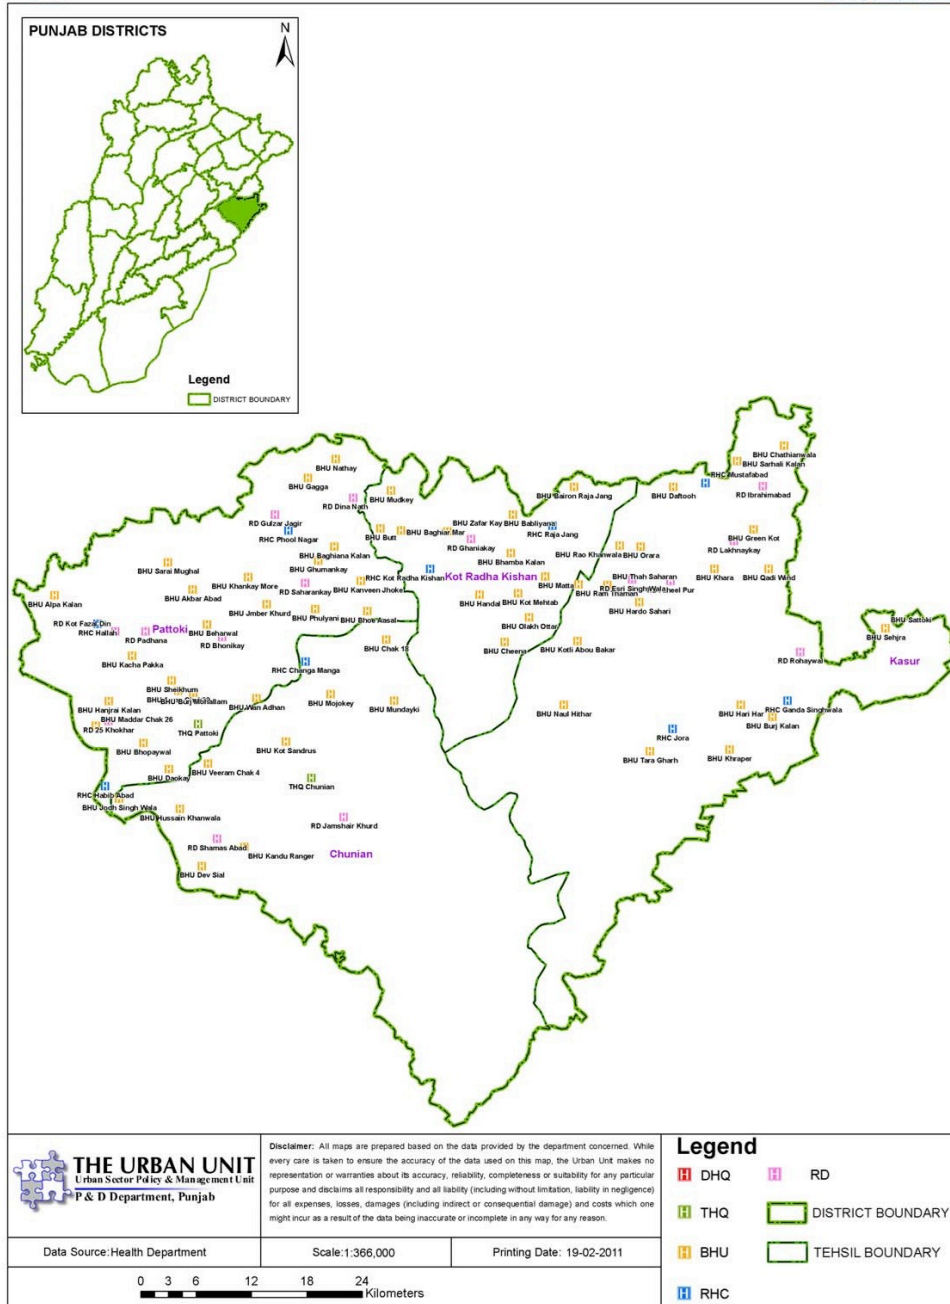 PUNJAB DISTRICTS
N
Legend
DISTRICT BOUNDARY
BHU Chathianwala
BHU Sarhali Kalan
BHU Nathay
RHC Mustafabad
BHU Gagga
BHU Mudkey
BHU Bairon Raja Jang
BHU Daftooh
RD Ibrahimabad
RD Dina Nath
RD Gulzar Jagir
BHU Zafar Kay
BHU Babliyana
RHC Phool Nagar
BHU Butt
BHU Baghiar Mar
RHC Raja Jang
BHU Green Kot
RD Ghaniakay
RD Lakhnaykay
BHU Baghiana Kalan
BHU Rao Khanwala
BHU Orara
BHU Ghumankay
BHU Bhamba Kalan
BHU Sarai Mughal
BHU Khankay More
RHC Kot Radha Kishan
Kot Radha Kishan
BHU Thah Saharan
BHU Khara
BHU Qadi Wind
BHU Akbar Abad
RD Saharankay
BHU Kanveen Jhoke
BHU Matta
BHU Ram Thaman
RD Esri Singh Wala
BHU Alpa Kalan
BHU Jmber Khurd
BHU Handal
BHU Kot Mehtab
BHU Hardo Sahari
BHU Phulyani
BHU Bhoe Aasal
BHU Olakh Ottar
BHU Sattoki
RD Kot Fazal Din
RHC Hallah
Pattoki
BHU Beharwal
BHU Sehjra
RD Padhana
RD Bhonikay
BHU Chak 18
BHU Cheena
BHU Kotli Abou Bakar
BHU Kacha Pakka
RD Rohaywal
Kasur
RHC Changa Manga
BHU Sheikhum
BHU Burj Mohallam
BHU Wan Adhan
BHU Mojokey
BHU Mundayki
BHU Hanjrai Kalan
BHU Naul Hithar
BHU Hari Har
RHC Ganda Singhwala
BHU Maddar Chak 26
RD 25 Khokhar
THQ Pattoki
BHU Burj Kalan
BHU Bhopaywal
BHU Kot Sandrus
RHC Jora
BHU Tara Gharh
BHU Khraper
BHU Daokay
BHU Veeram Chak 4
THQ Chunian
RHC Habib Abad
BHU Jodh Singh Wala
BHU Hussain Khanwala
RD Jamshair Khurd
RD Shamas Abad
BHU Kandu Ranger
Chunian
BHU Dev Sial
THE URBAN UNIT
Urban Sector Policy & Management Unit
P & D Department, Punjab
Disclaimer: All maps are prepared based on the data provided by the department concerned. While
every care is taken to ensure the accuracy of the data used on this map, the Urban Unit makes no
representation or warranties about its accuracy, reliability, completeness or suitability for any particular
purpose and disclaims all responsibility and all liability (including without limitation, liability in negligence)
for all expenses, losses, damages (including indirect or consequential damage) and costs which one
might incur as a result of the data being inaccurate or incomplete in any way for any reason.
Data Source:Health Department
Scale:1:366,000
Printing Date: 19-02-2011
0 3 6 12 18 24
Kilometers
Legend
DHQ
RD
THQ
DISTRICT BOUNDARY
BHU
TEHSIL BOUNDARY
RHC